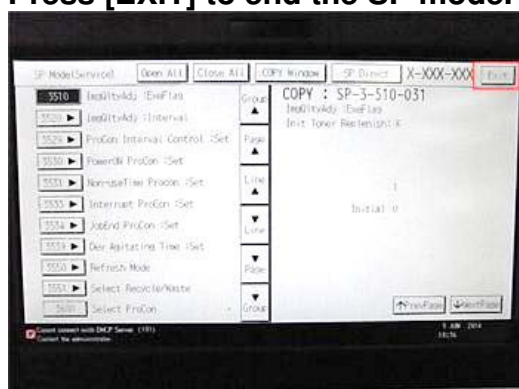 Press [EXIT] to end the SP mode.
SP Mode(Service) Open All Close All COPY Window SP Direct X-XXX-XXX Exit
COPY : SP-3-510-031
3510 ImgQltyAdj :ExeFlag
ImgQltyAdj :ExeFlag
Init Toner Replenish: K
3520 ▶ ImgQltyAdj :Interval
3529 ▶ ProCon Interval Control :Set
3530 ▶ PowerON ProCon :Set
3531 ▶ Non-useTime Procon :Set
3533 ▶ Interrupt ProCon :Set
3534 ▶ JobEnd ProCon :Set
3539 ▶ Dev Agitating Time :Set
3550 ▶ Refresh Mode
Select Recycle/Waste
Select ProCon
Group
Page
Line
Line
Page
Group
1
Initial 0
↑PrevPage ↓NextPage
Cannot connect with DHCP Server. (101)
Contact the administrator.
1 JAN 2014